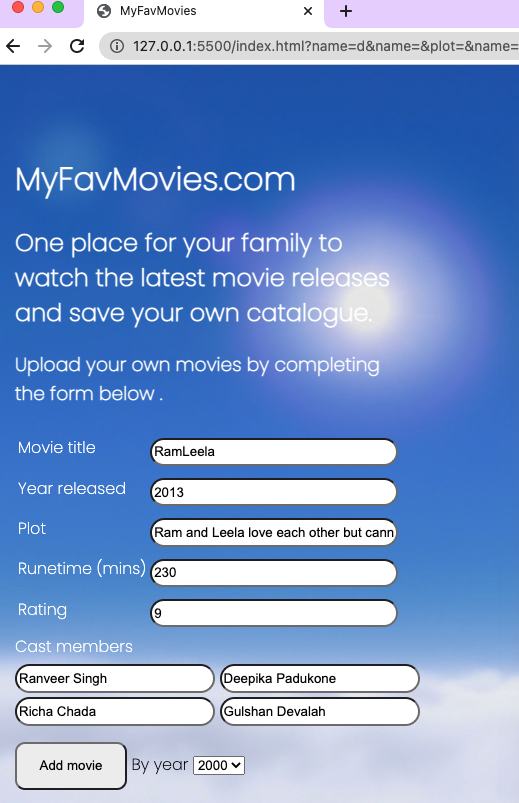 MyFavMovies
127.0.0.1:5500/index.html?name=d&name=&plot=&name=
MyFavMovies.com
One place for your family to
watch the latest movie releases
and save your own catalogue.
Upload your own movies by completing
the form below .
Movie title RamLeela
Year released 2013
Plot Ram and Leela love each other but cann
Runetime (mins) 230
Rating 9
Cast members
Ranveer Singh Deepika Padukone
Richa Chada Gulshan Devalah
Add movie By year 2000